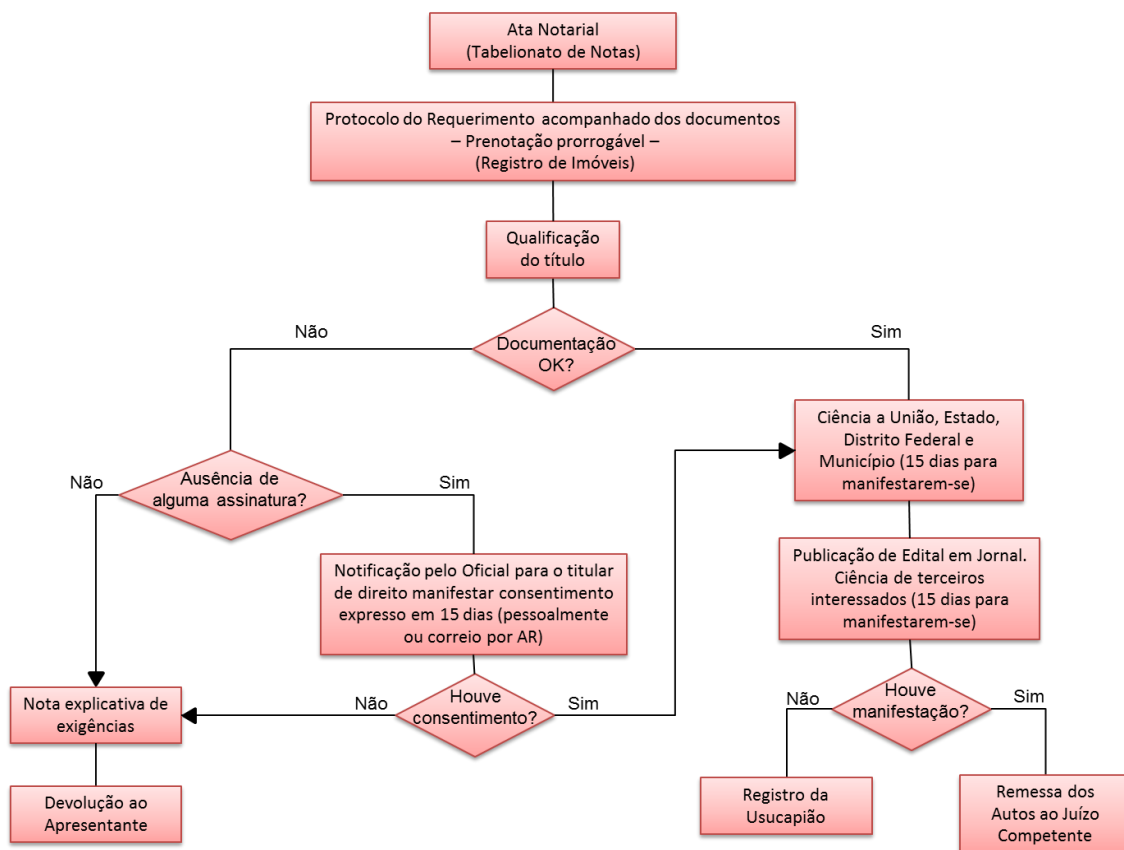 Ata Notarial
(Tabelionato de Notas)
Protocolo do Requerimento acompanhado dos documentos
– Prenotação prorrogável –
(Registro de Imóveis)
Qualificação
do título
Não
Documentação
OK?
Sim
Ciência a União, Estado,
Distrito Federal e
Município (15 dias para
manifestarem-se)
Não
Ausência de
alguma assinatura?
Sim
Notificação pelo Oficial para o titular
de direito manifestar consentimento
expresso em 15 dias (pessoalmente
ou correio por AR)
Publicação de Edital em Jornal.
Ciência de terceiros
interessados (15 dias para
manifestarem-se)
Nota explicativa de
exigências
Não
Houve
consentimento?
Sim
Não
Houve
manifestação?
Sim
Devolução ao
Apresentante
Registro da
Usucapião
Remessa dos
Autos ao Juízo
Competente